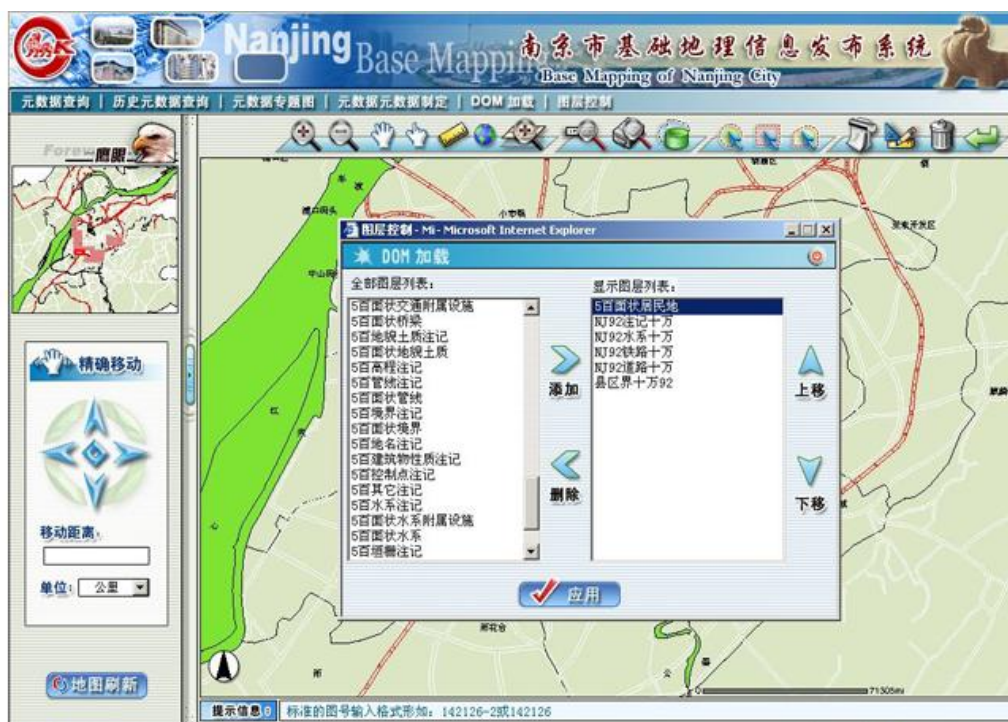 Nanjing
Base Mapping
南京市基础地理信息发布系统
Base Mapping of Nanjing City
元数据查询 | 历史元数据查询 | 元数据专题图 | 元数据元数据制定 | DOM 加载 | 图层控制
鹰眼
小市镇
中山码头
图层控制 - Mi - Microsoft Internet Explorer
DOM 加载
全部图层列表:
5百面状交通附属设施
5百面状桥梁
5百地貌土质注记
5百面状地貌土质
5百高程注记
5百管线注记
5百面状管线
5百境界注记
5百面状境界
5百地名注记
5百建筑物性质注记
5百控制点注记
5百其它注记
5百水系注记
5百面状水系附属设施
5百面状水系
5百垣栅注记
添加
删除
显示图层列表:
5百面状居民地
NJ92注记十万
NJ92水系十万
NJ92铁路十万
NJ92道路十万
县区界十万92
上移
下移
应用
精确移动
移动距离:
单位: 公里
地图刷新
雨花台
71305mi
提示信息: 标准的图号输入格式形如: 142126-2或142126